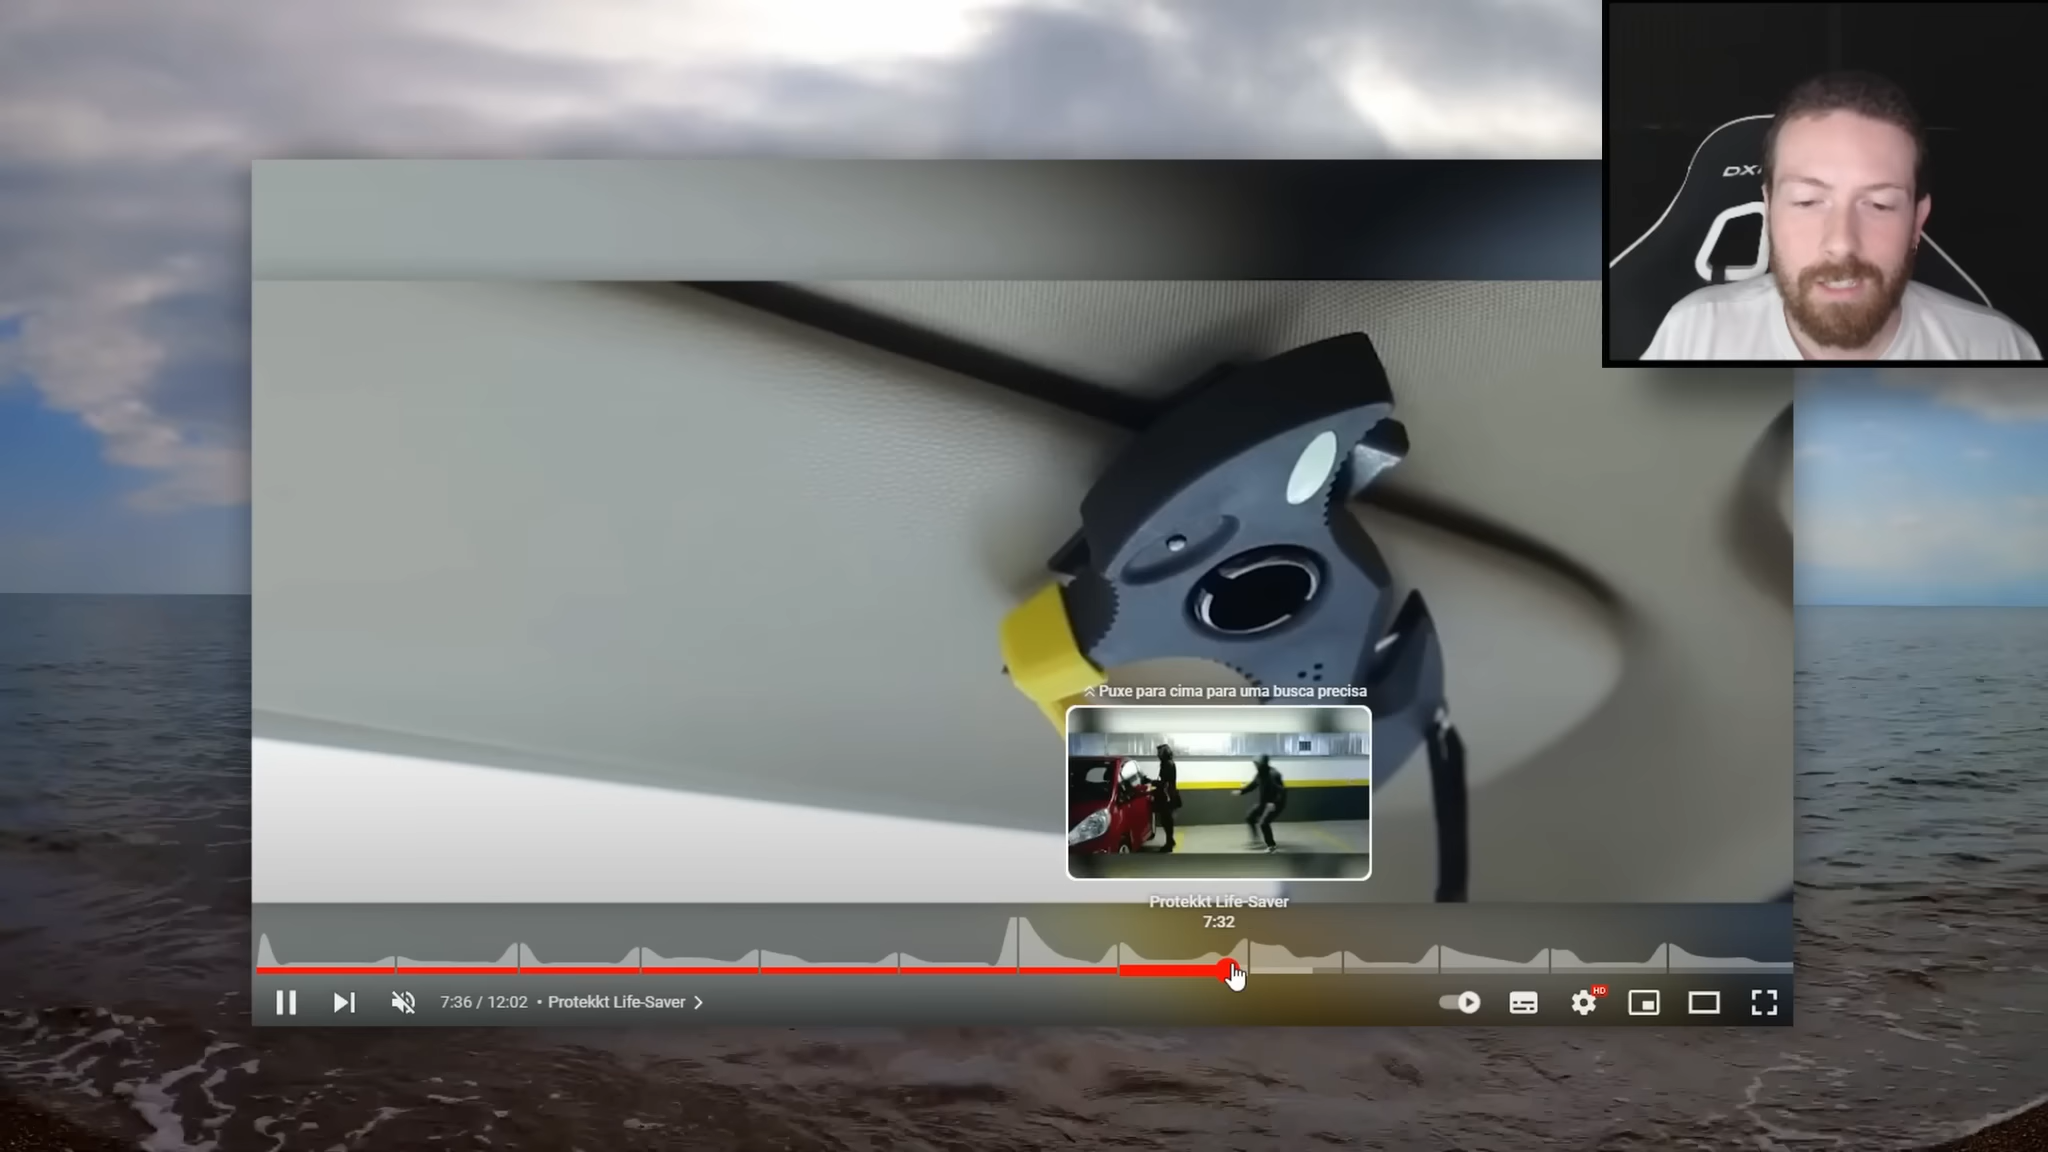 DX
Puxe para cima para uma busca precisa
Protekkt Life-Saver
7:32
7:36 / 12:02 • Protekkt Life-Saver
HD